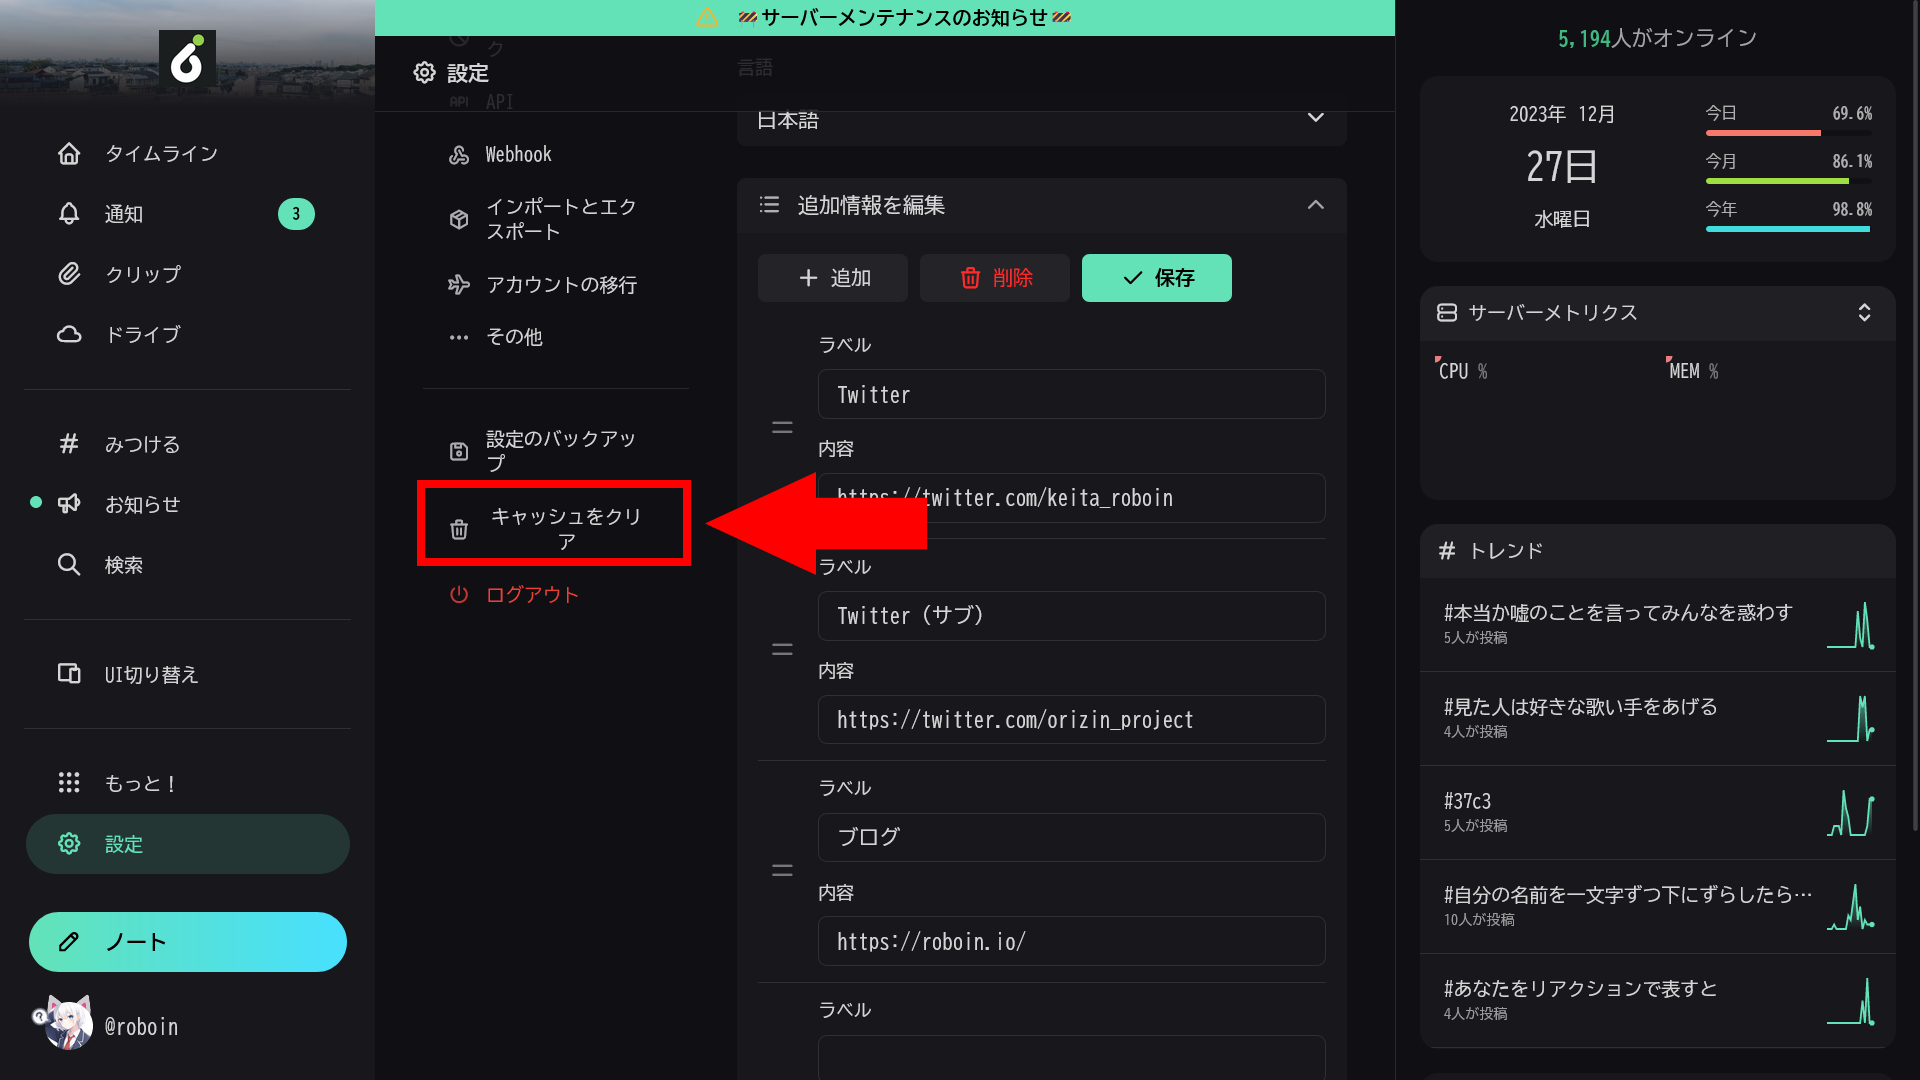 🚧サーバーメンテナンスのお知らせ🚧
タイムライン
通知
3
クリップ
ドライブ
みつける
お知らせ
検索
UI切り替え
もっと！
設定
ノート
@roboin
設定
ク
API
Webhook
インポートとエク
スポート
アカウントの移行
その他
設定のバックアッ
プ
キャッシュをクリ
ア
ログアウト
言語
日本語
追加情報を編集
追加
削除
保存
ラベル
Twitter
内容
https://twitter.com/keita_roboin
ラベル
Twitter (サブ)
内容
https://twitter.com/orizin_project
ラベル
ブログ
内容
https://roboin.io/
ラベル
5,194人がオンライン
2023年 12月
27日
水曜日
今日 69.6%
今月 86.1%
今年 98.8%
サーバーメトリクス
CPU %
MEM %
トレンド
#本当か嘘のことを言ってみんなを惑わす
5人が投稿
#見た人は好きな歌い手をあげる
4人が投稿
#37c3
5人が投稿
#自分の名前を一文字ずつ下にずらしたら…
10人が投稿
#あなたをリアクションで表すと
4人が投稿